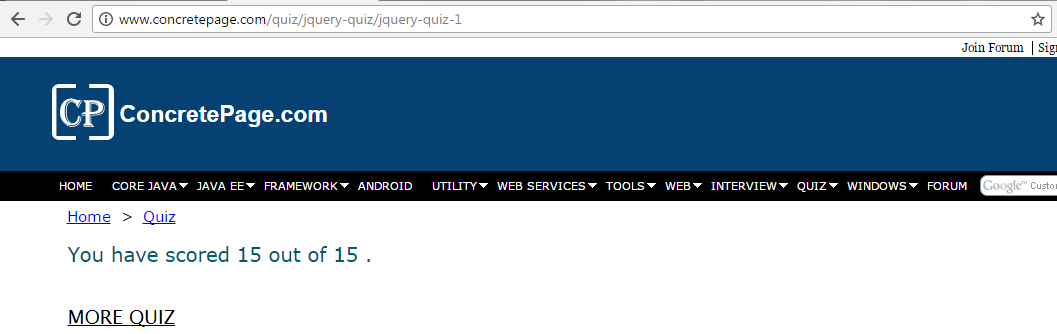 www.concretepage.com/quiz/jquery-quiz/jquery-quiz-1
Join Forum | Sig
CP ConcretePage.com
HOME CORE JAVA JAVA EE FRAMEWORK ANDROID UTILITY WEB SERVICES TOOLS WEB INTERVIEW QUIZ WINDOWS FORUM Google™ Custo
Home > Quiz
You have scored 15 out of 15 .
MORE QUIZ